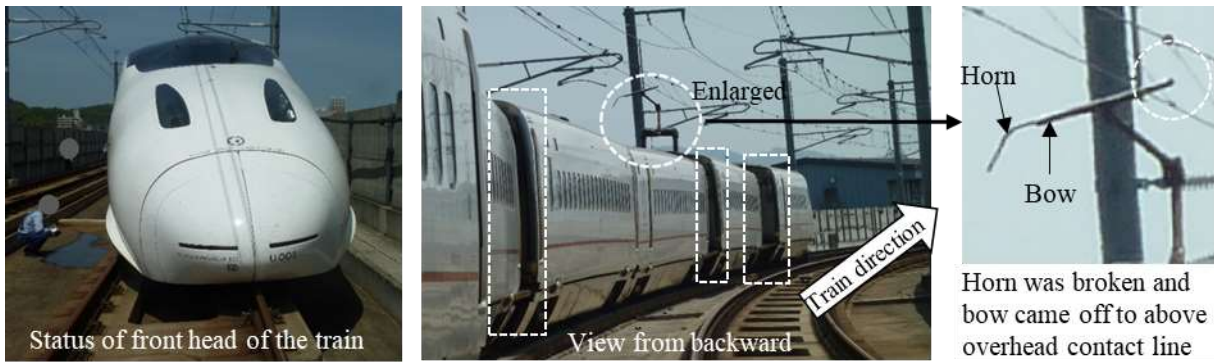 Status of front head of the train
Enlarged
Train direction
View from backward
Horn
Bow
Horn was broken and
bow came off to above
overhead contact line